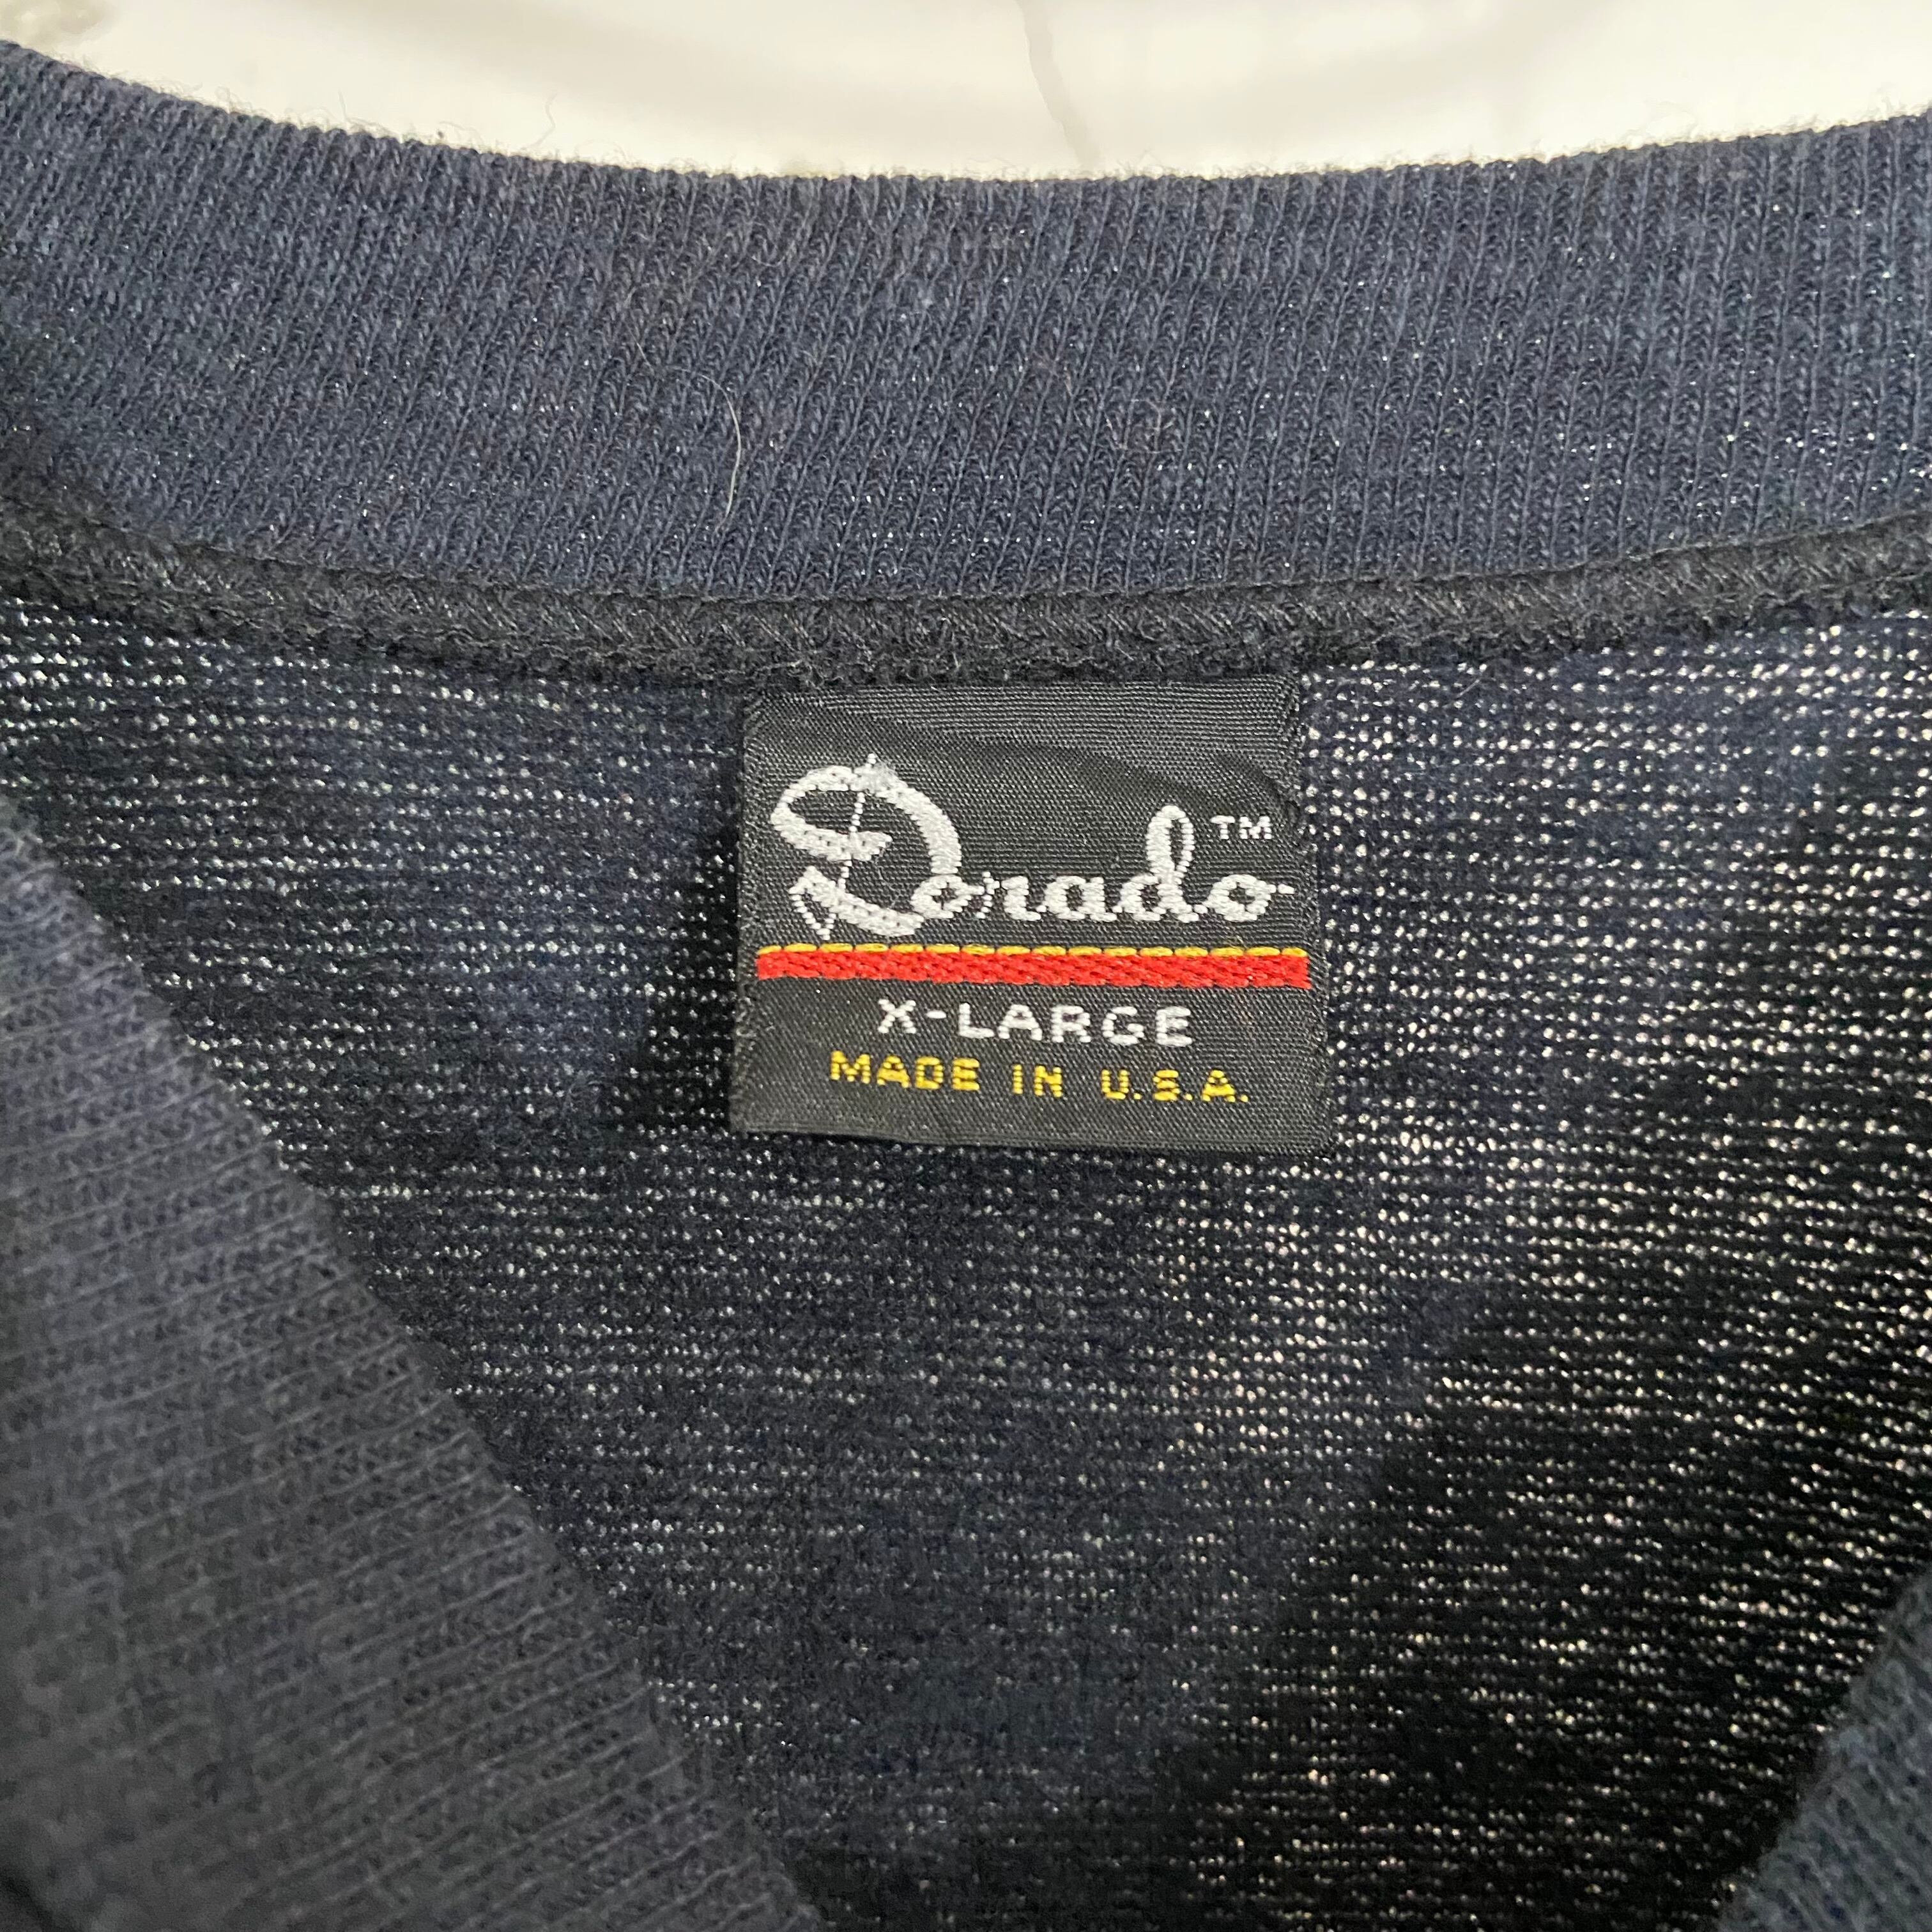 Dorado™
X-LARGE
MADE IN U.S.A.